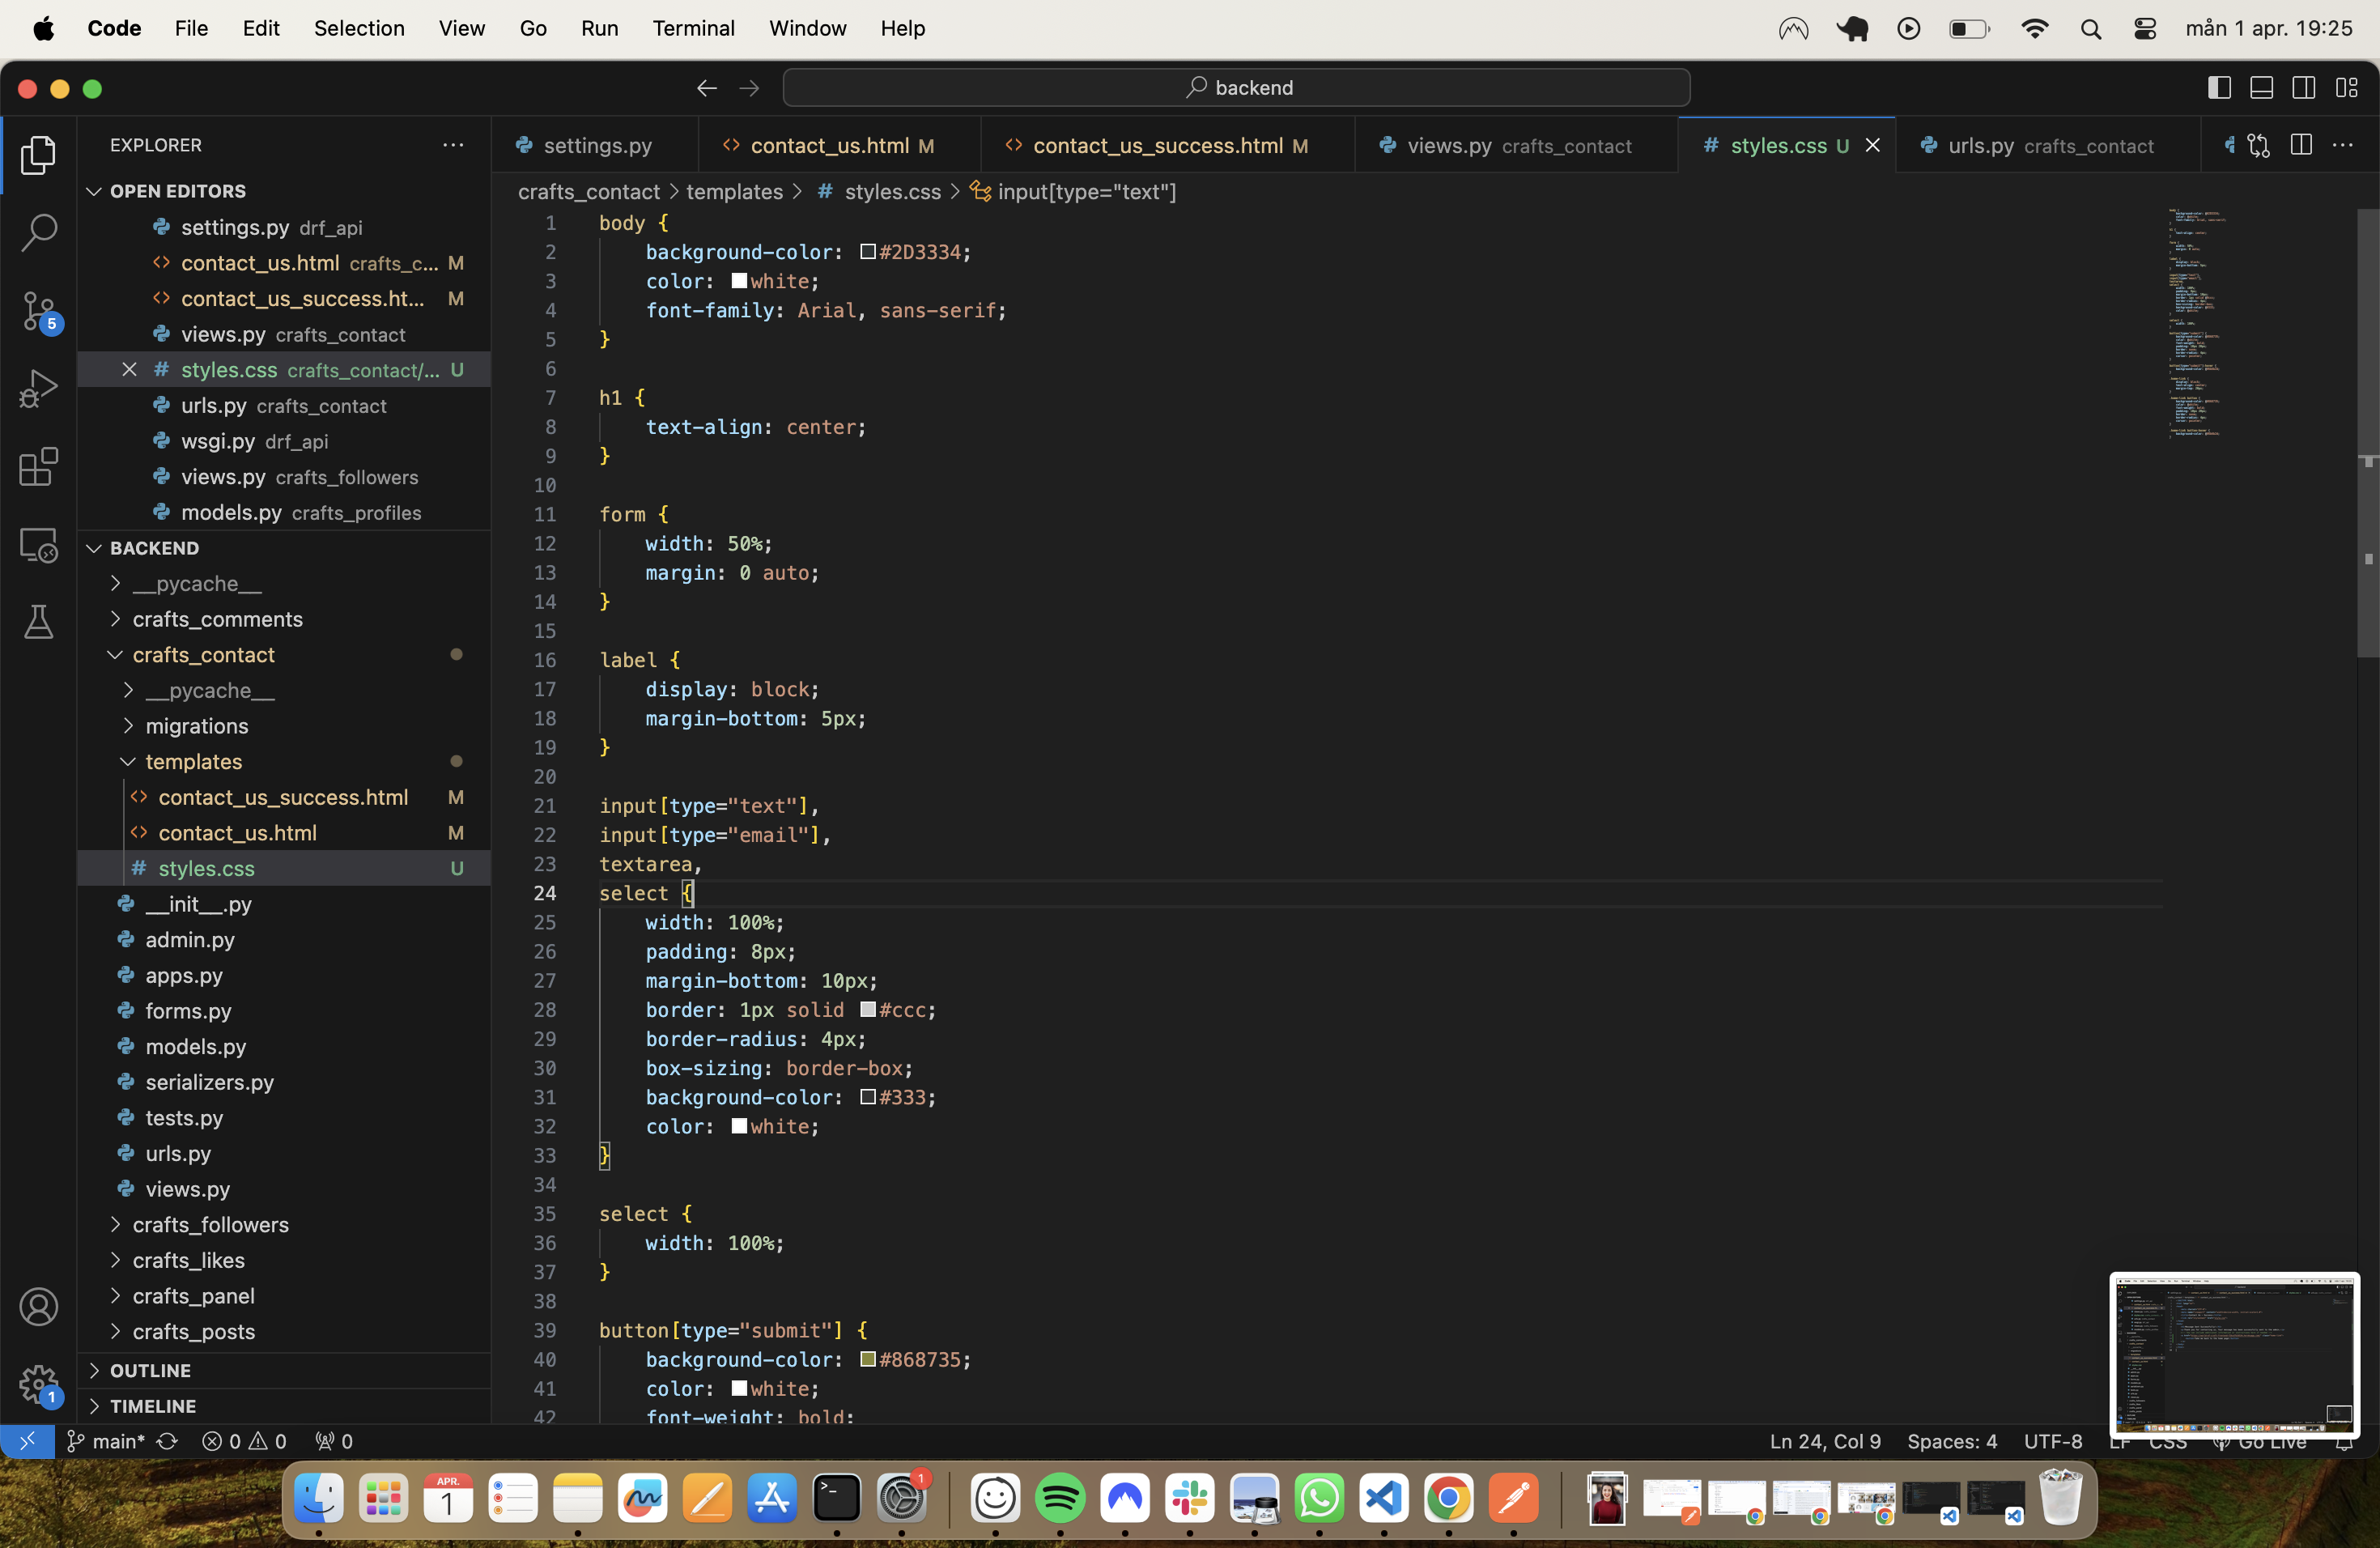 Code File Edit Selection View Go Run Terminal Window Help mån 1 apr. 19:25
backend
EXPLORER
settings.py
contact_us.html M
contact_us_success.html M
views.py crafts_contact
styles.css U
urls.py crafts_contact
crafts_contact > templates > # styles.css > input[type="text"]
OPEN EDITORS
settings.py drf_api
contact_us.html crafts_c... M
contact_us_success.ht... M
views.py crafts_contact
# styles.css crafts_contact/... U
urls.py crafts_contact
wsgi.py drf_api
views.py crafts_followers
models.py crafts_profiles
BACKEND
__pycache__
crafts_comments
crafts_contact
__pycache__
migrations
templates
contact_us_success.html M
contact_us.html M
# styles.css U
__init__.py
admin.py
apps.py
forms.py
models.py
serializers.py
tests.py
urls.py
views.py
crafts_followers
crafts_likes
crafts_panel
crafts_posts
OUTLINE
TIMELINE
5
1
1 body {
2 background-color: #2D3334;
3 color: white;
4 font-family: Arial, sans-serif;
5 }
6
7 h1 {
8 text-align: center;
9 }
10
11 form {
12 width: 50%;
13 margin: 0 auto;
14 }
15
16 label {
17 display: block;
18 margin-bottom: 5px;
19 }
20
21 input[type="text"],
22 input[type="email"],
23 textarea,
24 select {
25 width: 100%;
26 padding: 8px;
27 margin-bottom: 10px;
28 border: 1px solid #ccc;
29 border-radius: 4px;
30 box-sizing: border-box;
31 background-color: #333;
32 color: white;
33 }
34
35 select {
36 width: 100%;
37 }
38
39 button[type="submit"] {
40 background-color: #868735;
41 color: white;
42 font-weight: bold;
main* 0 0 0
Ln 24, Col 9 Spaces: 4 UTF-8 LF CSS Go Live
APR.
1
1